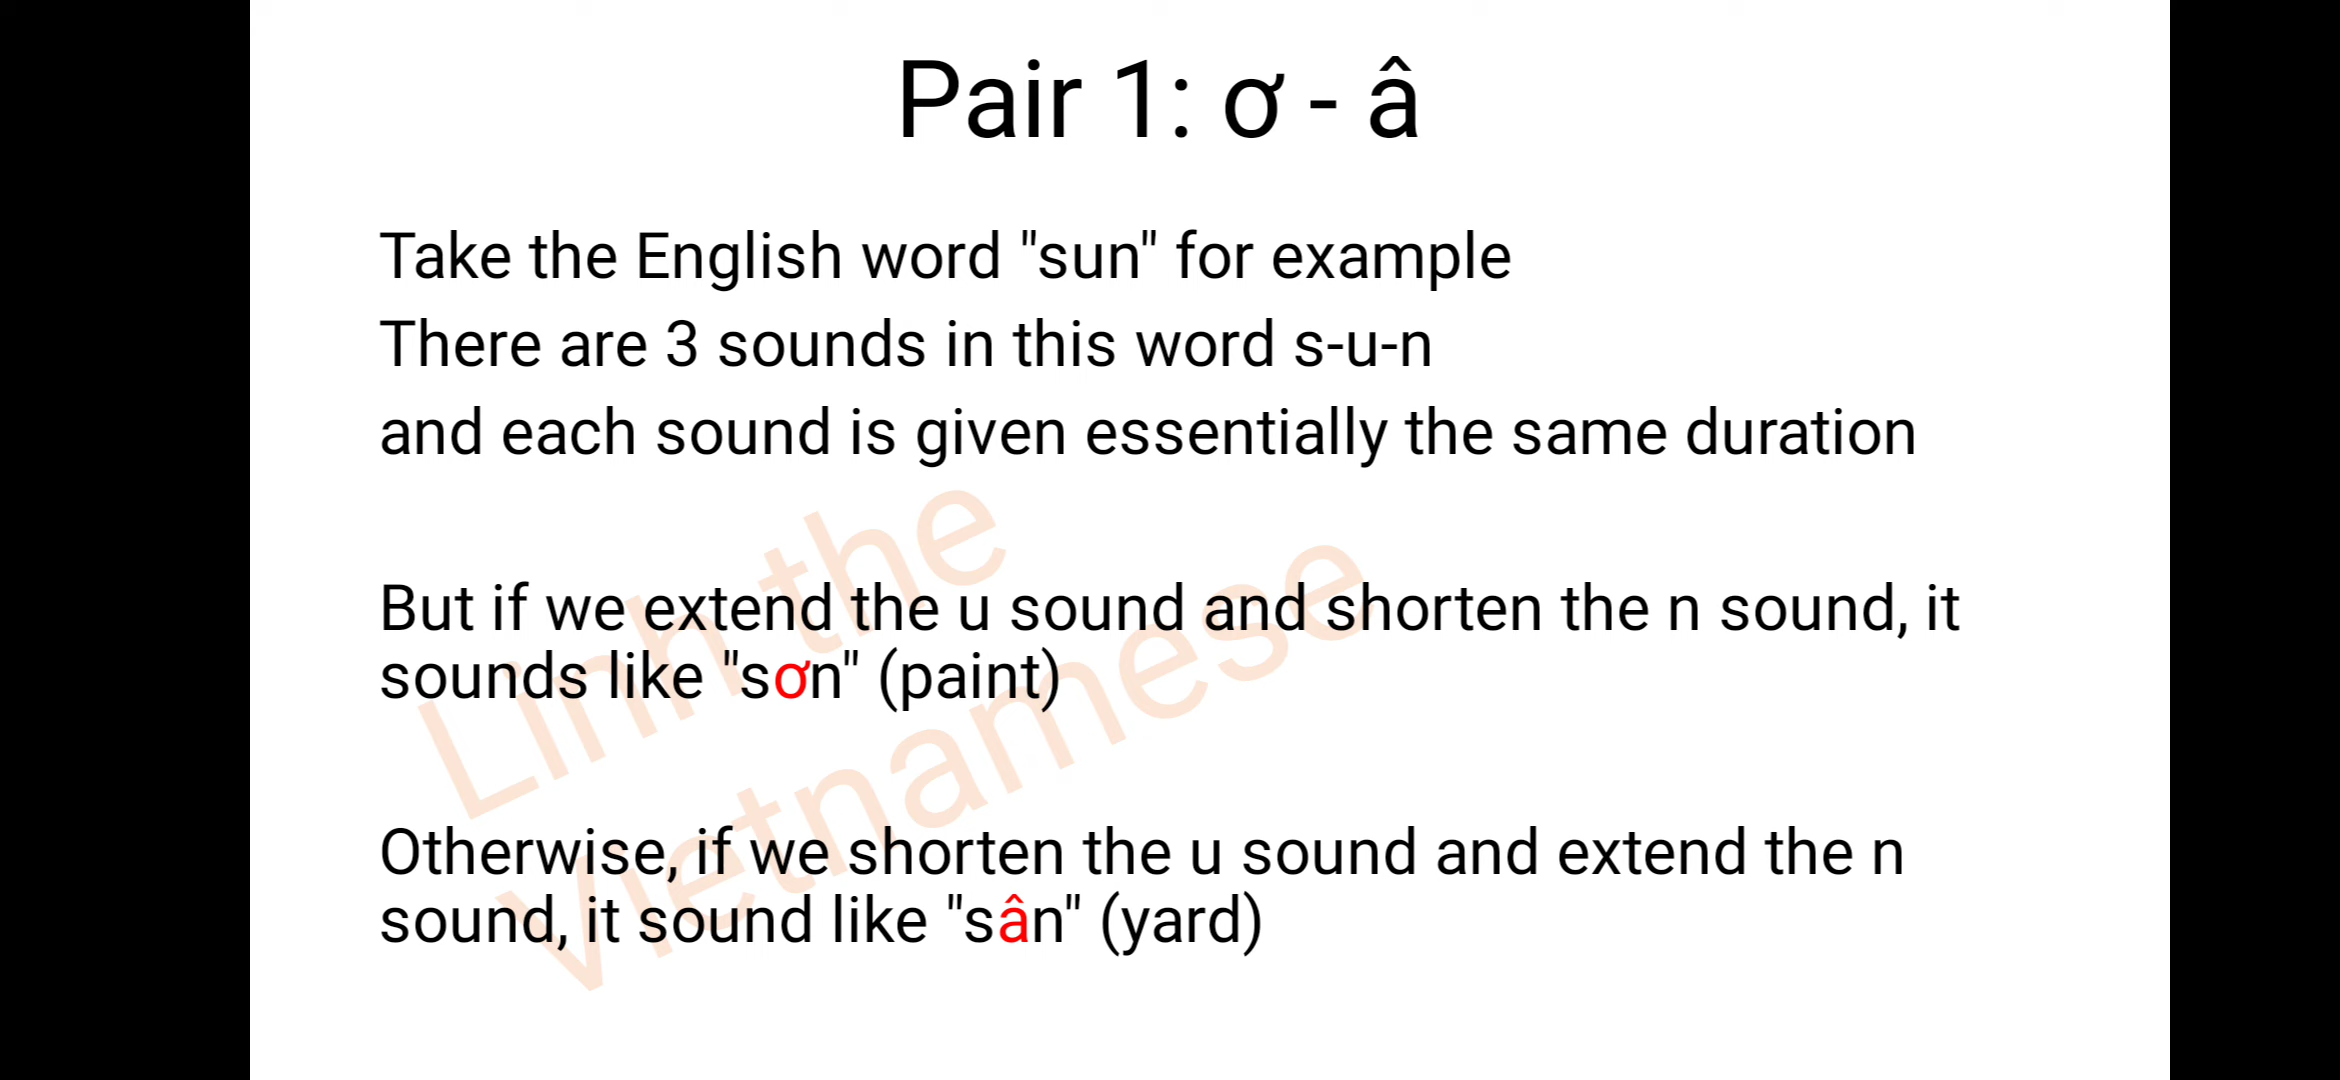 Pair 1: ơ - â
Take the English word "sun" for example
There are 3 sounds in this word s-u-n
and each sound is given essentially the same duration
But if we extend the u sound and shorten the n sound, it
sounds like "sơn" (paint)
Otherwise, if we shorten the u sound and extend the n
sound, it sound like "sân" (yard)
Linh the
Vietnamese